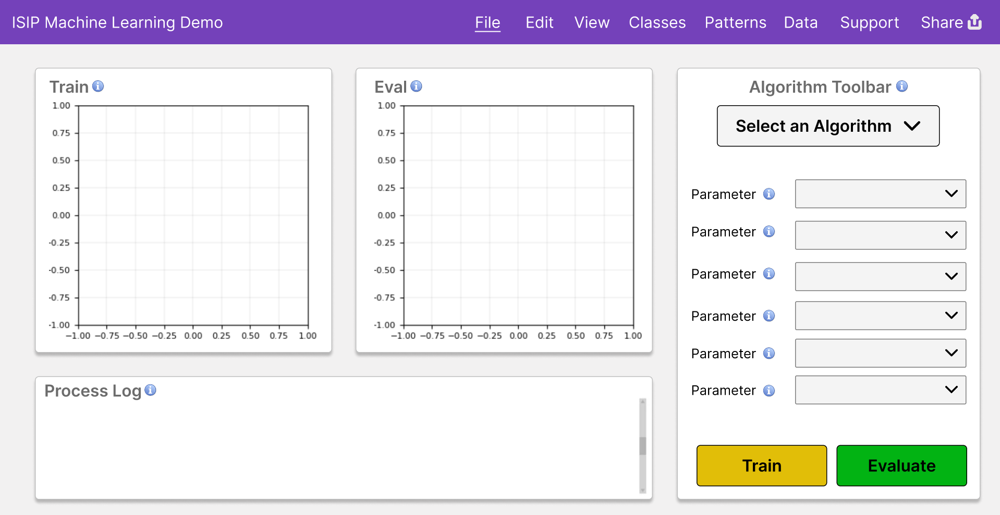 ISIP Machine Learning Demo
File Edit View Classes Patterns Data Support Share
Train
1.00
0.75
0.50
0.25
0.00
-0.25
-0.50
-0.75
-1.00
−1.00 −0.75 −0.50 −0.25 0.00 0.25 0.50 0.75 1.00
Eval
1.00
0.75
0.50
0.25
0.00
-0.25
-0.50
-0.75
-1.00
−1.00 −0.75 −0.50 −0.25 0.00 0.25 0.50 0.75 1.00
Process Log
Algorithm Toolbar
Select an Algorithm
Parameter
Parameter
Parameter
Parameter
Parameter
Parameter
Train
Evaluate